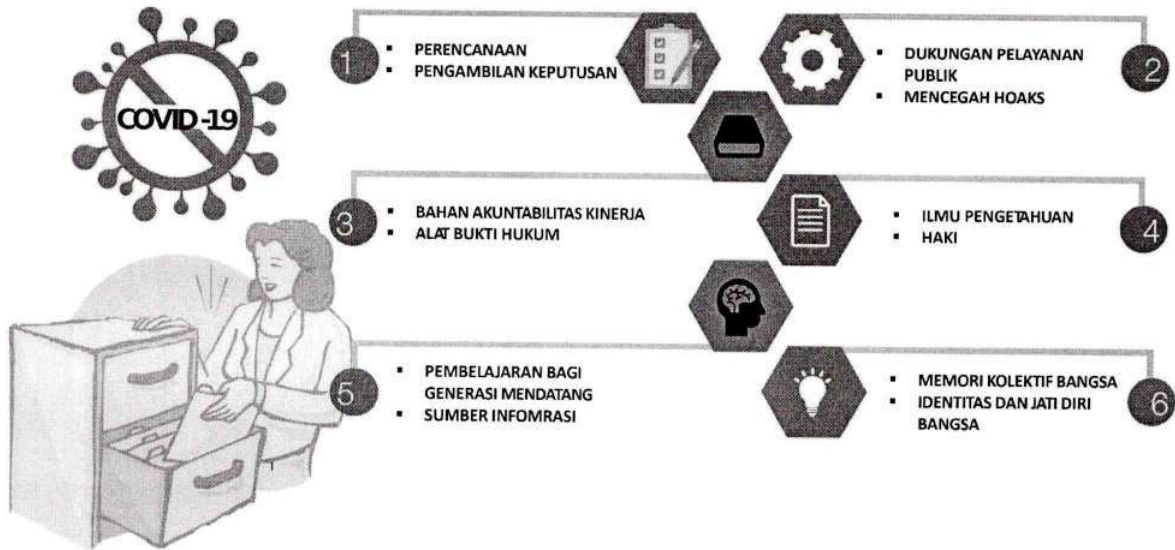 COVID-19
1
▪ PERENCANAAN
▪ PENGAMBILAN KEPUTUSAN
2
▪ DUKUNGAN PELAYANAN
PUBLIK
▪ MENCEGAH HOAKS
3
▪ BAHAN AKUNTABILITAS KINERJA
▪ ALAT BUKTI HUKUM
4
▪ ILMU PENGETAHUAN
▪ HAKI
5
▪ PEMBELAJARAN BAGI
GENERASI MENDATANG
▪ SUMBER INFOMRASI
6
▪ MEMORI KOLEKTIF BANGSA
▪ IDENTITAS DAN JATI DIRI
BANGSA